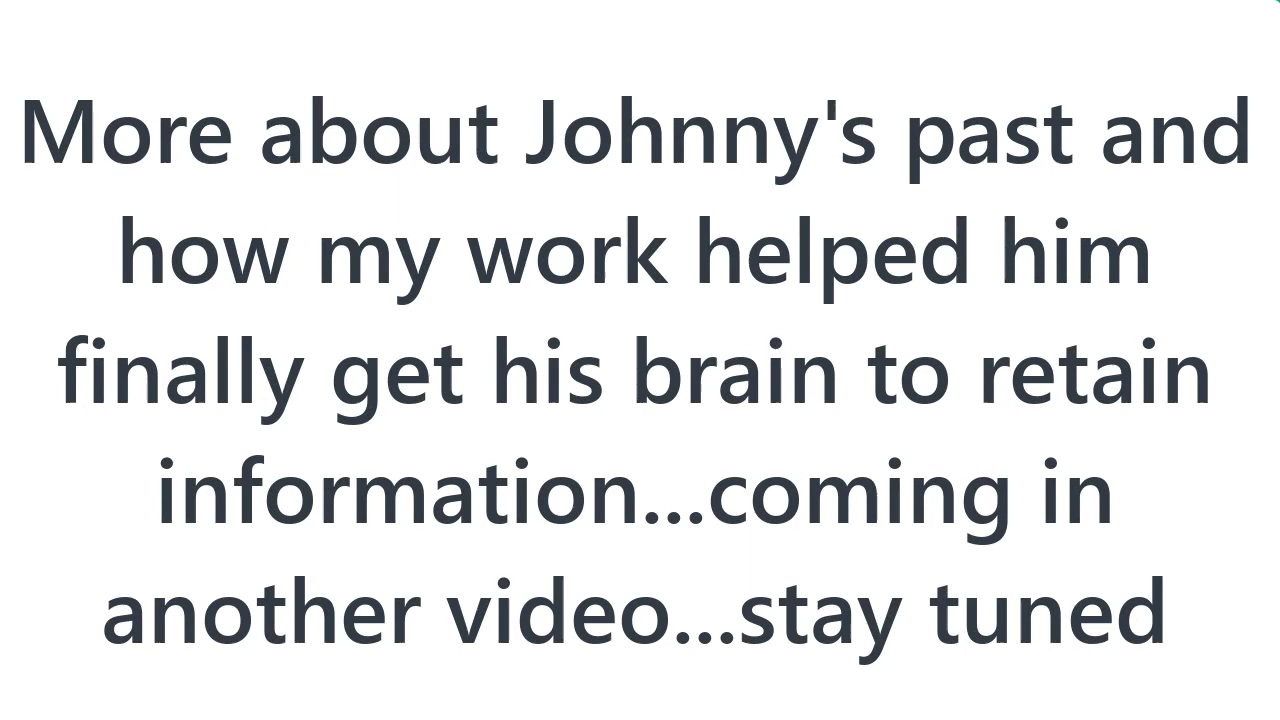 More about Johnny's past and
how my work helped him
finally get his brain to retain
information...coming in
another video...stay tuned